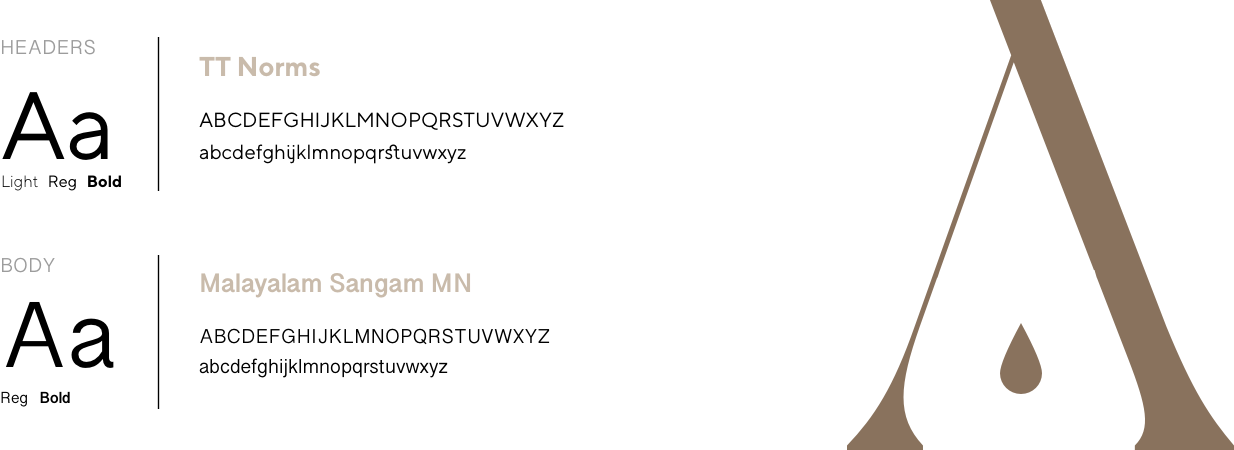 HEADERS
TT Norms
Aa
ABCDEFGHIJKLMNOPQRSTUVWXYZ
abcdefghijklmnopqrstuvwxyz
Light Reg Bold
BODY
Malayalam Sangam MN
Aa
ABCDEFGHIJKLMNOPQRSTUVWXYZ
abcdefghijklmnopqrstuvwxyz
Reg Bold
A